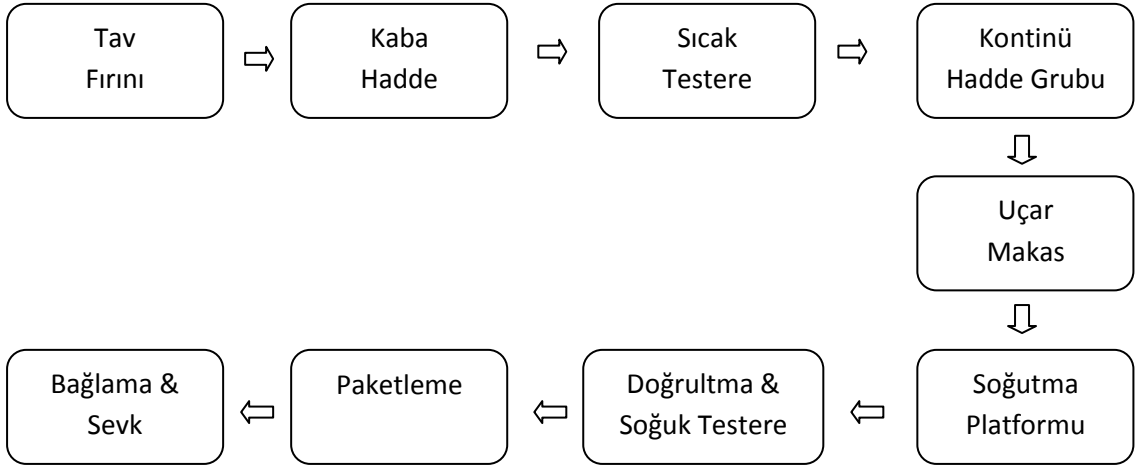 Tav
Fırını
Kaba
Hadde
Sıcak
Testere
Kontinü
Hadde Grubu
Uçar
Makas
Soğutma
Platformu
Doğrultma &
Soğuk Testere
Paketleme
Bağlama &
Sevk